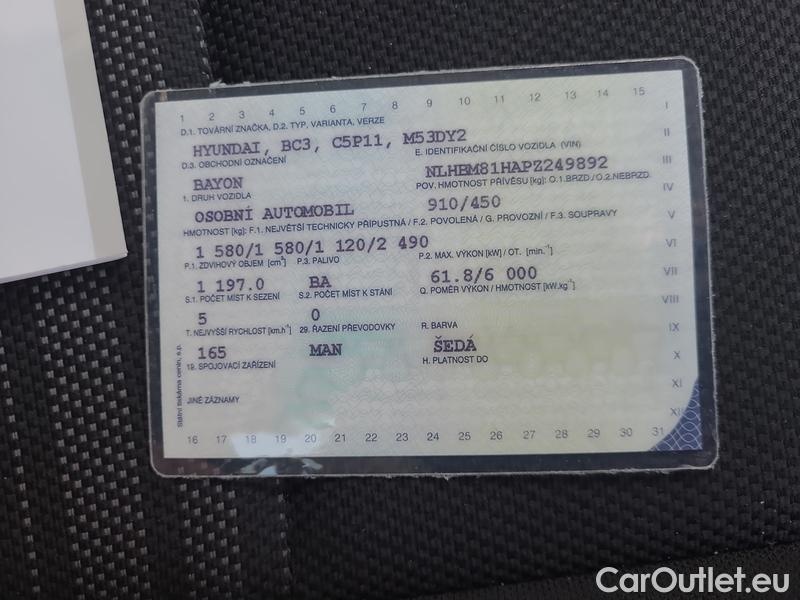 1 2 3 4 5 6 7 8 9 10 11 12 13 14 15
D.1. TOVÁRNÍ ZNAČKA, D.2. TYP, VARIANTA, VERZE
I
HYUNDAI, BC3, C5P11, M53DY2
II
D.3. OBCHODNÍ OZNAČENÍ
E. IDENTIFIKAČNÍ ČÍSLO VOZIDLA (VIN)
BAYON
NLHBM81HAPZ249892
III
1. DRUH VOZIDLA
POV. HMOTNOST PŘÍVĚSU [kg]: O.1.BRZD./O.2.NEBRZD.
IV
OSOBNÍ AUTOMOBIL
910/450
HMOTNOST [kg]: F.1. NEJVĚTŠÍ TECHNICKY PŘÍPUSTNÁ / F.2. POVOLENÁ / G. PROVOZNÍ / F.3. SOUPRAVY
V
1 580/1 580/1 120/2 490
P.1. ZDVIHOVÝ OBJEM [cm³]
P.3. PALIVO
P.2. MAX. VÝKON [kW] / OT. [min.⁻¹]
VI
1 197.0
BA
61.8/6 000
VII
S.1. POČET MÍST K SEZENÍ
S.2. POČET MÍST K STÁNÍ
Q. POMĚR VÝKON / HMOTNOST [kW.kg⁻¹]
5
0
VIII
T. NEJVYŠŠÍ RYCHLOST [km.h⁻¹]
29. ŘAZENÍ PŘEVODOVKY
R. BARVA
IX
165
MAN
ŠEDÁ
X
19. SPOJOVACÍ ZAŘÍZENÍ
H. PLATNOST DO
XI
JINÉ ZÁZNAMY
XII
Státní tiskárna cenin, s.p.
16 17 18 19 20 21 22 23 24 25 26 27 28 29 30 31
CarOutlet.eu